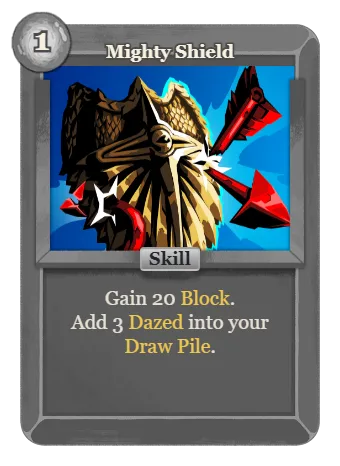 1
Mighty Shield
Skill
Gain 20 Block.
Add 3 Dazed into your
Draw Pile.